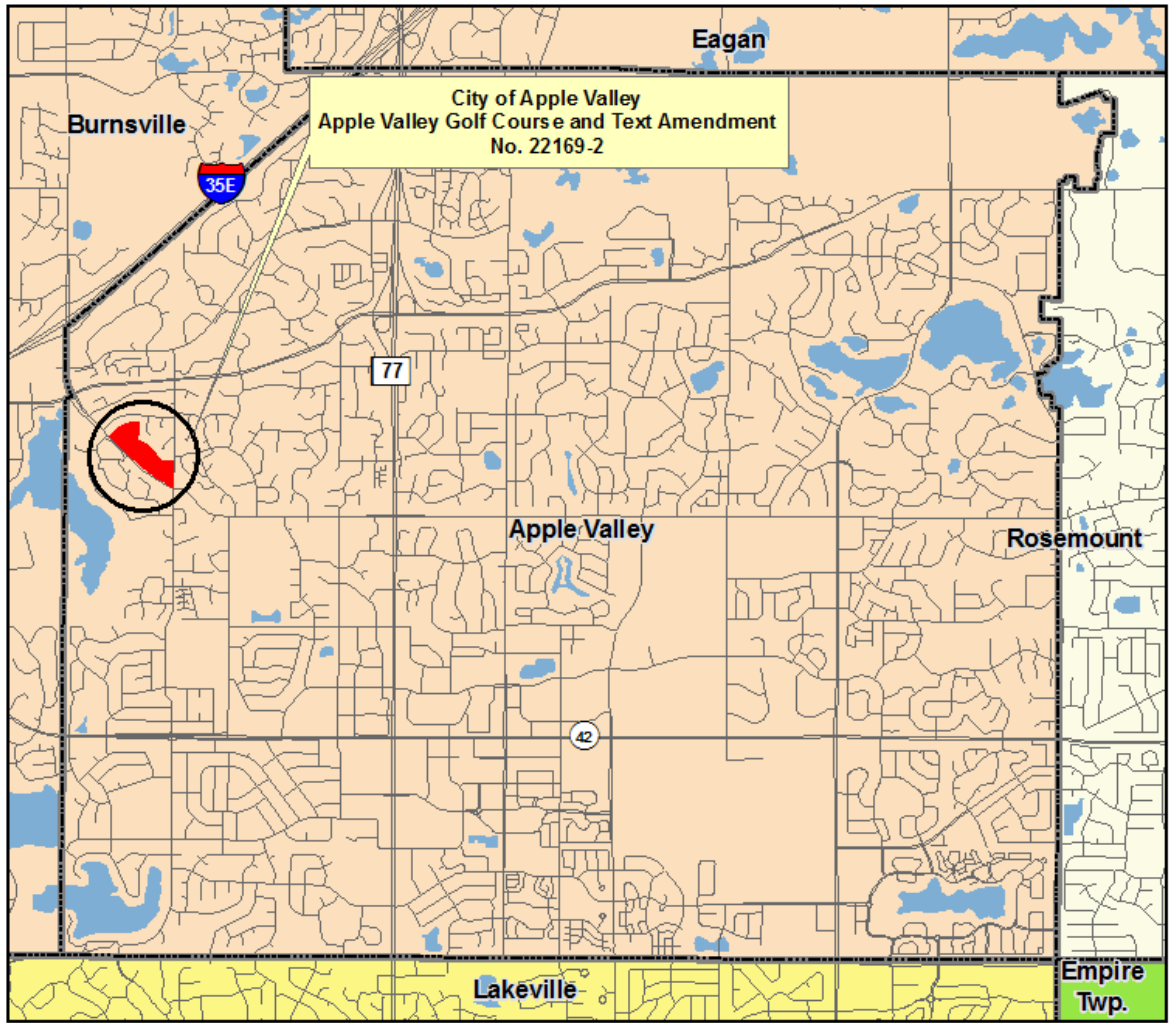 Eagan
City of Apple Valley
Apple Valley Golf Course and Text Amendment
No. 22169-2
Burnsville
35E
77
Apple Valley
Rosemount
42
Lakeville
Empire
Twp.